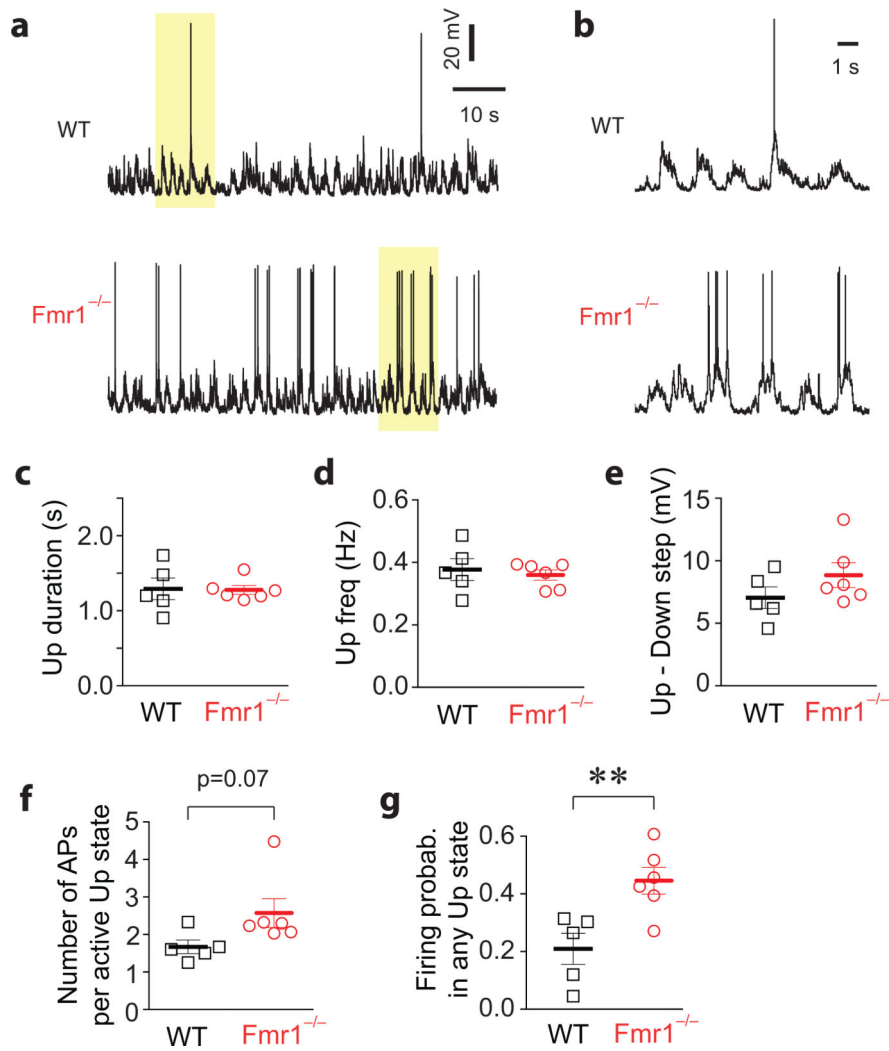 a
b
20 mV
10 s
1 s
WT
WT
Fmr1−/−
Fmr1−/−
c
d
e
Up duration (s)
2.0
1.0
0.0
WT
Fmr1−/−
Up freq (Hz)
0.6
0.4
0.2
0.0
WT
Fmr1−/−
Up - Down step (mV)
15
10
5
0
WT
Fmr1−/−
f
p=0.07
Number of APs
per active Up state
5
4
3
2
1
0
WT
Fmr1−/−
g
**
Firing probab.
in any Up state
0.6
0.4
0.2
0.0
WT
Fmr1−/−